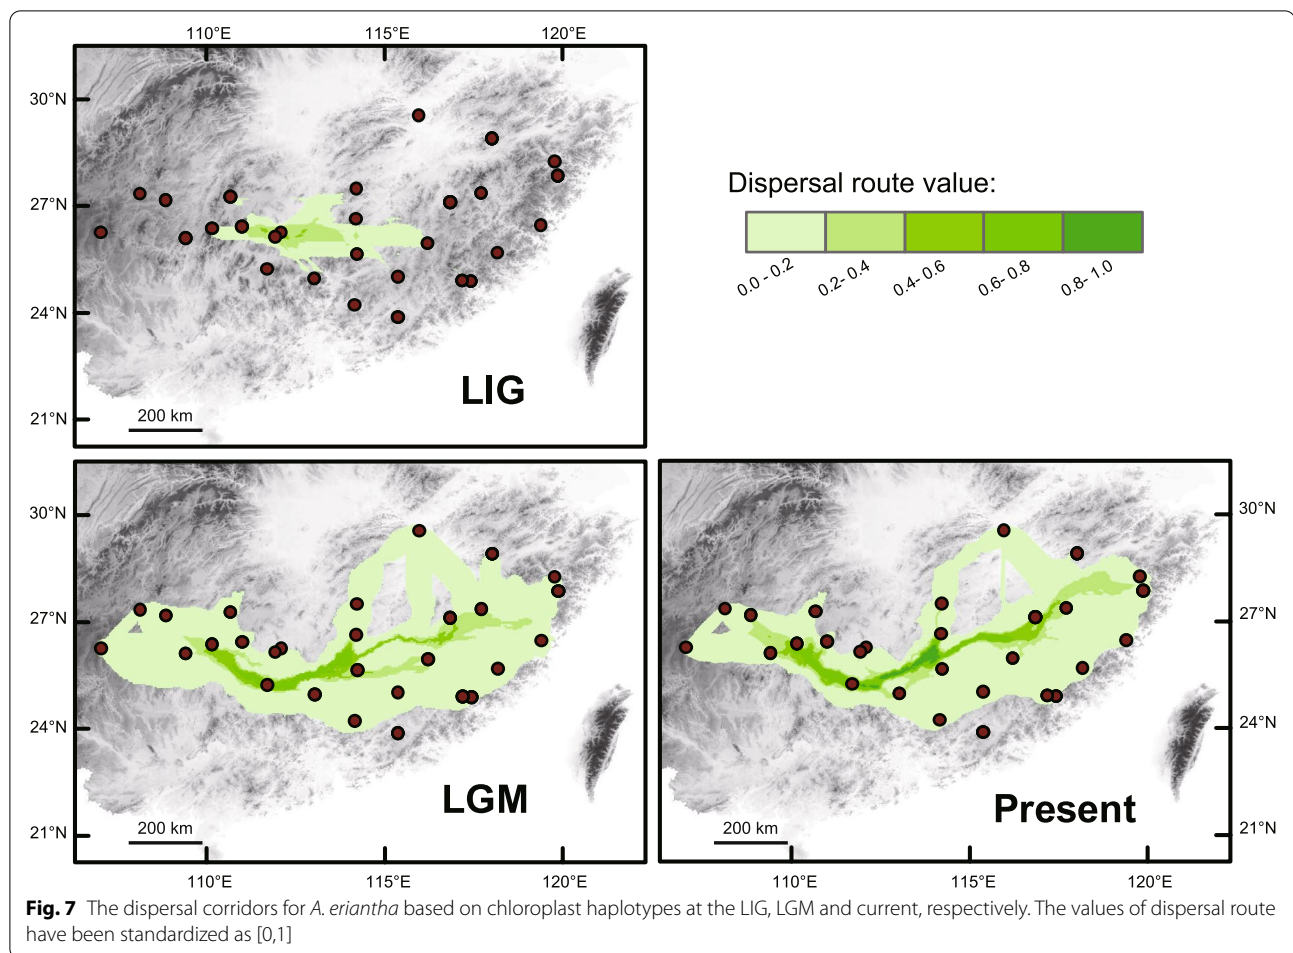 110°E 115°E 120°E
30°N
27°N
24°N
21°N
200 km
LIG
Dispersal route value:
0.0 - 0.2 0.2- 0.4 0.4-0.6 0.6-0.8 0.8- 1.0
30°N
27°N
24°N
21°N
200 km
LGM
110°E 115°E 120°E
200 km
Present
30°N
27°N
24°N
21°N
110°E 115°E 120°E
Fig. 7 The dispersal corridors for A. eriantha based on chloroplast haplotypes at the LIG, LGM and current, respectively. The values of dispersal route
have been standardized as [0,1]